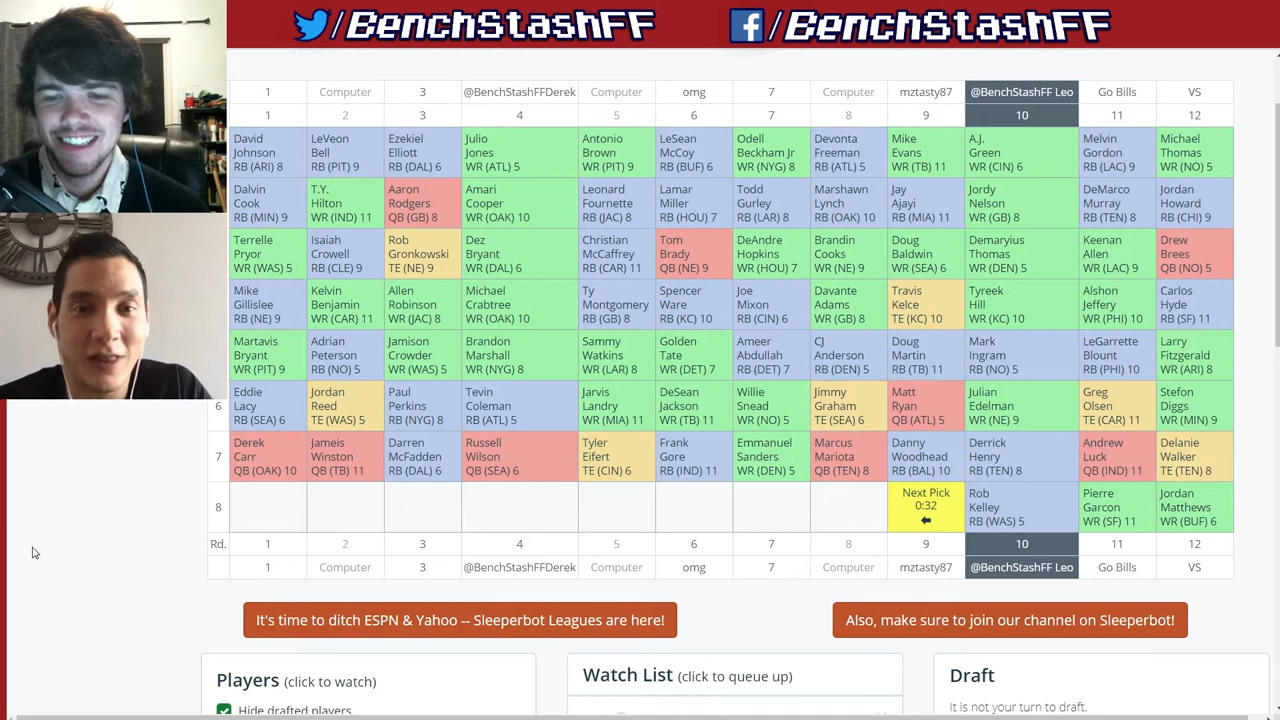 /BenchStashFF /BenchStashFF
1 Computer 3 @BenchStashFFDerek Computer omg 7 Computer mztasty87 @BenchStashFF Leo Go Bills VS
1 2 3 4 5 6 7 8 9 10 11 12
David LeVeon Ezekiel Julio Antonio LeSean Odell Devonta Mike A.J. Melvin Michael
Johnson Bell Elliott Jones Brown McCoy Beckham Jr Freeman Evans Green Gordon Thomas
RB (ARI) 8 RB (PIT) 9 RB (DAL) 6 WR (ATL) 5 WR (PIT) 9 RB (BUF) 6 WR (NYG) 8 RB (ATL) 5 WR (TB) 11 WR (CIN) 6 RB (LAC) 9 WR (NO) 5
Dalvin T.Y. Aaron Amari Leonard Lamar Todd Marshawn Jay Jordy DeMarco Jordan
Cook Hilton Rodgers Cooper Fournette Miller Gurley Lynch Ajayi Nelson Murray Howard
RB (MIN) 9 WR (IND) 11 QB (GB) 8 WR (OAK) 10 RB (JAC) 8 RB (HOU) 7 RB (LAR) 8 RB (OAK) 10 RB (MIA) 11 WR (GB) 8 RB (TEN) 8 RB (CHI) 9
Terrelle Isaiah Rob Dez Christian Tom DeAndre Brandin Doug Demaryius Keenan Drew
Pryor Crowell Gronkowski Bryant McCaffrey Brady Hopkins Cooks Baldwin Thomas Allen Brees
WR (WAS) 5 RB (CLE) 9 TE (NE) 9 WR (DAL) 6 RB (CAR) 11 QB (NE) 9 WR (HOU) 7 WR (NE) 9 WR (SEA) 6 WR (DEN) 5 WR (LAC) 9 QB (NO) 5
Mike Kelvin Allen Michael Ty Spencer Joe Davante Travis Tyreek Alshon Carlos
Gillislee Benjamin Robinson Crabtree Montgomery Ware Mixon Adams Kelce Hill Jeffery Hyde
RB (NE) 9 WR (CAR) 11 WR (JAC) 8 WR (OAK) 10 RB (GB) 8 RB (KC) 10 RB (CIN) 6 WR (GB) 8 TE (KC) 10 WR (KC) 10 WR (PHI) 10 RB (SF) 11
Martavis Adrian Jamison Brandon Sammy Golden Ameer CJ Doug Mark LeGarrette Larry
Bryant Peterson Crowder Marshall Watkins Tate Abdullah Anderson Martin Ingram Blount Fitzgerald
WR (PIT) 9 RB (NO) 5 WR (WAS) 5 WR (NYG) 8 WR (LAR) 8 WR (DET) 7 RB (DET) 7 RB (DEN) 5 RB (TB) 11 RB (NO) 5 RB (PHI) 10 WR (ARI) 8
Eddie Jordan Paul Tevin Jarvis DeSean Willie Jimmy Matt Julian Greg Stefon
6 Lacy Reed Perkins Coleman Landry Jackson Snead Graham Ryan Edelman Olsen Diggs
RB (SEA) 6 TE (WAS) 5 RB (NYG) 8 RB (ATL) 5 WR (MIA) 11 WR (TB) 11 WR (NO) 5 TE (SEA) 6 QB (ATL) 5 WR (NE) 9 TE (CAR) 11 WR (MIN) 9
Derek Jameis Darren Russell Tyler Frank Emmanuel Marcus Danny Derrick Andrew Delanie
7 Carr Winston McFadden Wilson Eifert Gore Sanders Mariota Woodhead Henry Luck Walker
QB (OAK) 10 QB (TB) 11 RB (DAL) 6 QB (SEA) 6 TE (CIN) 6 RB (IND) 11 WR (DEN) 5 QB (TEN) 8 RB (BAL) 10 RB (TEN) 8 QB (IND) 11 TE (TEN) 8
Next Pick Rob Pierre Jordan
8 0:32 Kelley Garcon Matthews
RB (WAS) 5 WR (SF) 11 WR (BUF) 6
Rd. 1 2 3 4 5 6 7 8 9 10 11 12
1 Computer 3 @BenchStashFFDerek Computer omg 7 Computer mztasty87 @BenchStashFF Leo Go Bills VS
It's time to ditch ESPN & Yahoo -- Sleeperbot Leagues are here! Also, make sure to join our channel on Sleeperbot!
Players (click to watch) Watch List (click to queue up) Draft
Hide drafted players It is not your turn to draft.